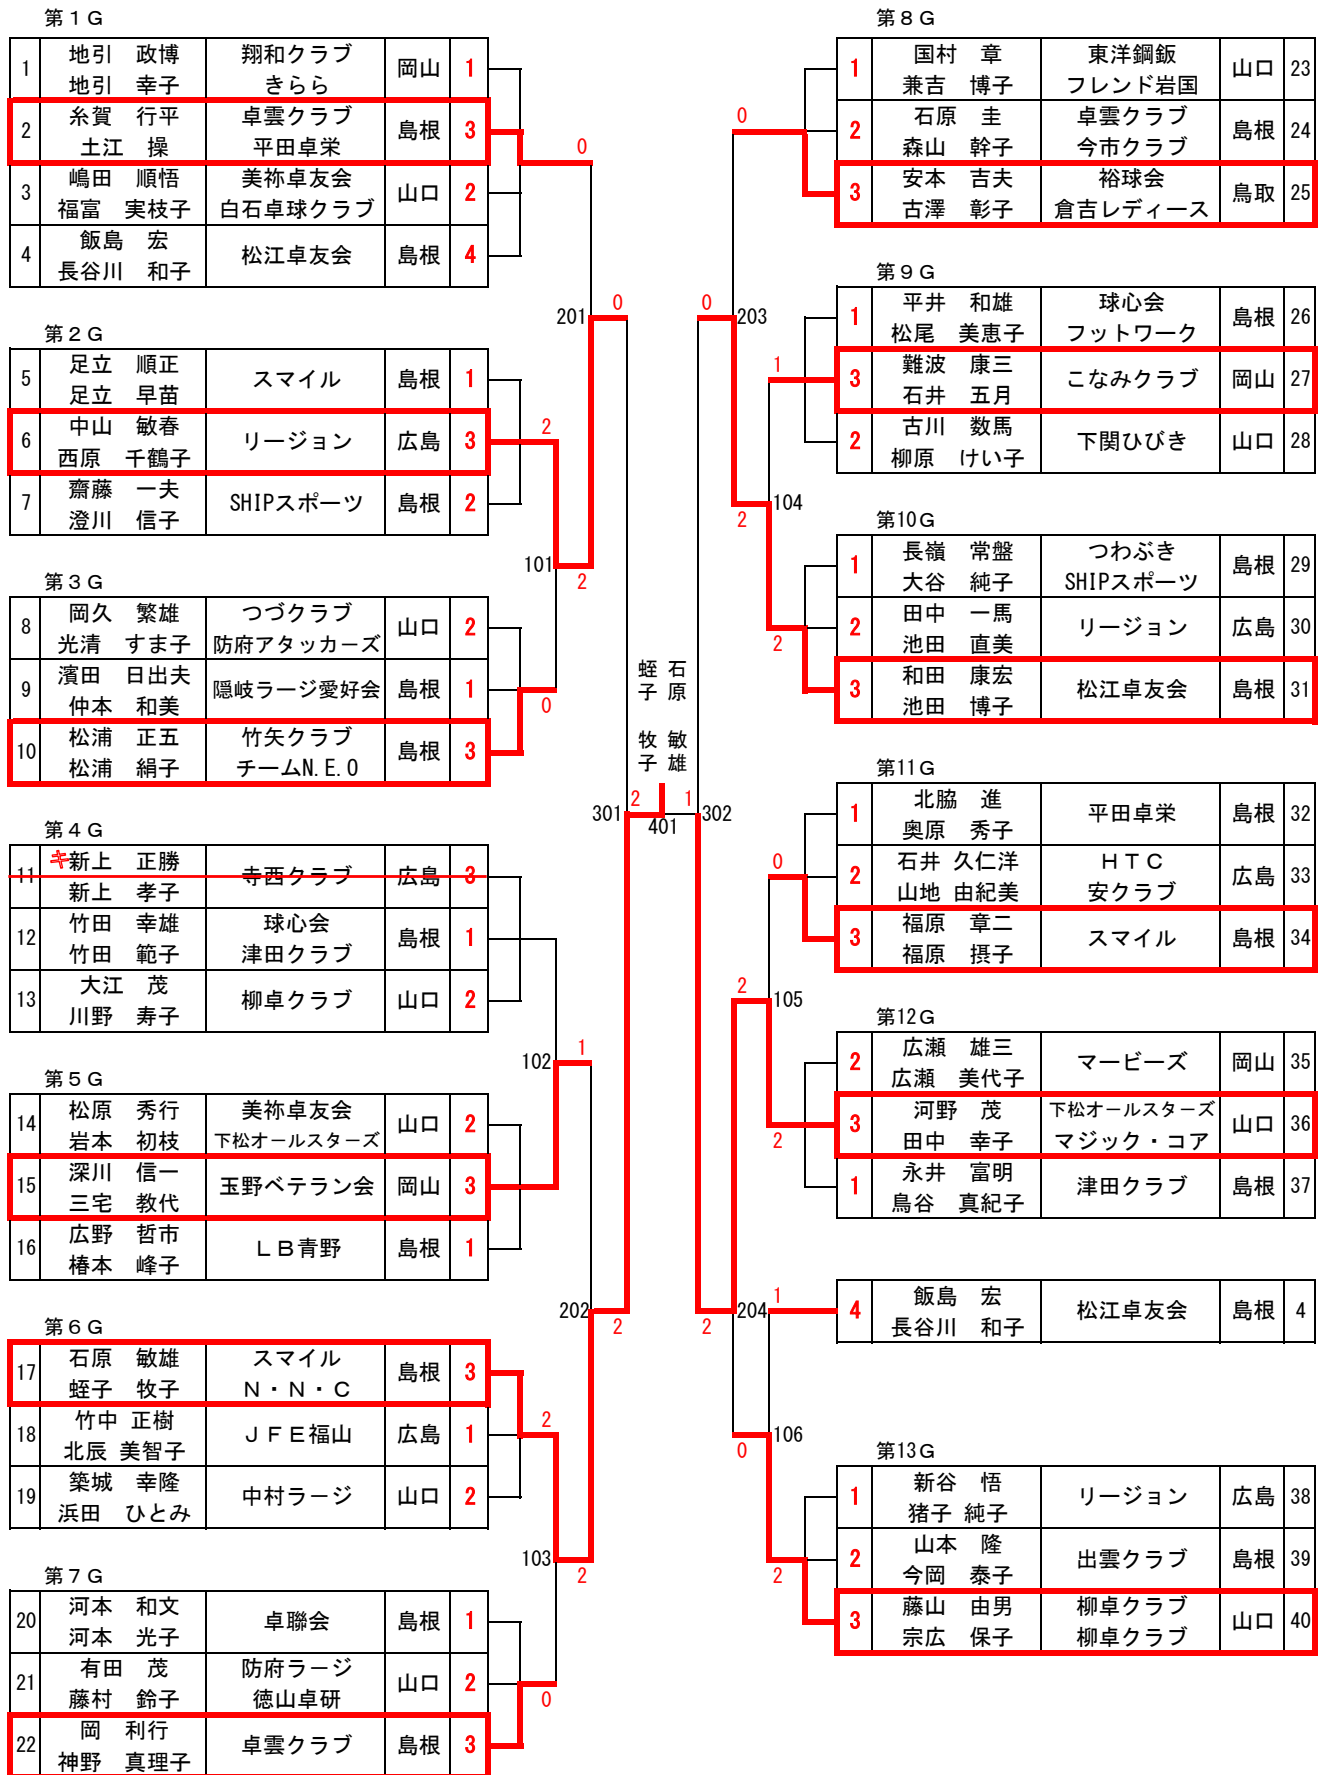 第１Ｇ
1 地引　政博 翔和クラブ 岡山 1
地引　幸子 きらら
2 糸賀　行平 卓雲クラブ 島根 3
土江　操 平田卓栄
3 嶋田　順悟 美祢卓友会 山口 2
福富　実枝子 白石卓球クラブ
4 飯島　宏 松江卓友会 島根 4
長谷川　和子
0
201
0
第２Ｇ
5 足立　順正 スマイル 島根 1
足立　早苗
6 中山　敏春 リージョン 広島 3
西原　千鶴子
7 齋藤　一夫 SHIPスポーツ 島根 2
澄川　信子
2
101
2
第３Ｇ
8 岡久　繁雄 つづクラブ 山口 2
光清　すま子 防府アタッカーズ
9 濱田　日出夫 隠岐ラージ愛好会 島根 1
仲本　和美
10 松浦　正五 竹矢クラブ 島根 3
松浦　絹子 チームN.E.O
0
第４Ｇ
11 キ 新上　正勝 寺西クラブ 広島 3
新上　孝子
12 竹田　幸雄 球心会 島根 1
竹田　範子 津田クラブ
13 大江　茂 柳卓クラブ 山口 2
川野　寿子
102
1
第５Ｇ
14 松原　秀行 美祢卓友会 山口 2
岩本　初枝 下松オールスターズ
15 深川　信一 玉野ベテラン会 岡山 3
三宅　教代
16 広野　哲市 ＬＢ青野 島根 1
椿本　峰子
202
2
第６Ｇ
17 石原　敏雄 スマイル 島根 3
蛭子　牧子 Ｎ・Ｎ・Ｃ
18 竹中 正樹 ＪＦＥ福山 広島 1
北辰 美智子
19 築城　幸隆 中村ラージ 山口 2
浜田　ひとみ
2
103
2
第７Ｇ
20 河本　和文 卓聯会 島根 1
河本　光子
21 有田　茂 防府ラージ 山口 2
藤村　鈴子 徳山卓研
22 岡　利行 卓雲クラブ 島根 3
神野　真理子
0
石原　敏雄
蛭子　牧子
301
2
1
302
401
第８Ｇ
1 国村　章 東洋鋼鈑 山口 23
兼吉　博子 フレンド岩国
2 石原　圭 卓雲クラブ 島根 24
森山　幹子 今市クラブ
3 安本　吉夫 裕球会 鳥取 25
古澤　彰子 倉吉レディース
0
0
203
第９Ｇ
1 平井　和雄 球心会 島根 26
松尾　美恵子 フットワーク
3 難波　康三 こなみクラブ 岡山 27
石井　五月
2 古川　数馬 下関ひびき 山口 28
柳原　けい子
1
104
2
第10Ｇ
1 長嶺　常盤 つわぶき 島根 29
大谷　純子 SHIPスポーツ
2 田中　一馬 リージョン 広島 30
池田　直美
3 和田　康宏 松江卓友会 島根 31
池田　博子
2
第11Ｇ
1 北脇　進 平田卓栄 島根 32
奥原　秀子
2 石井 久仁洋 ＨＴＣ 広島 33
山地 由紀美 安クラブ
3 福原　章二 スマイル 島根 34
福原　摂子
0
2
105
第12Ｇ
2 広瀬　雄三 マービーズ 岡山 35
広瀬　美代子
3 河野　茂 下松オールスターズ 山口 36
田中　幸子 マジック・コア
1 永井　富明 津田クラブ 島根 37
鳥谷　真紀子
2
4 飯島　宏 松江卓友会 島根 4
長谷川　和子
1
204
2
106
0
第13Ｇ
1 新谷　悟 リージョン 広島 38
猪子 純子
2 山本　隆 出雲クラブ 島根 39
今岡　泰子
3 藤山　由男 柳卓クラブ 山口 40
宗広　保子 柳卓クラブ
2